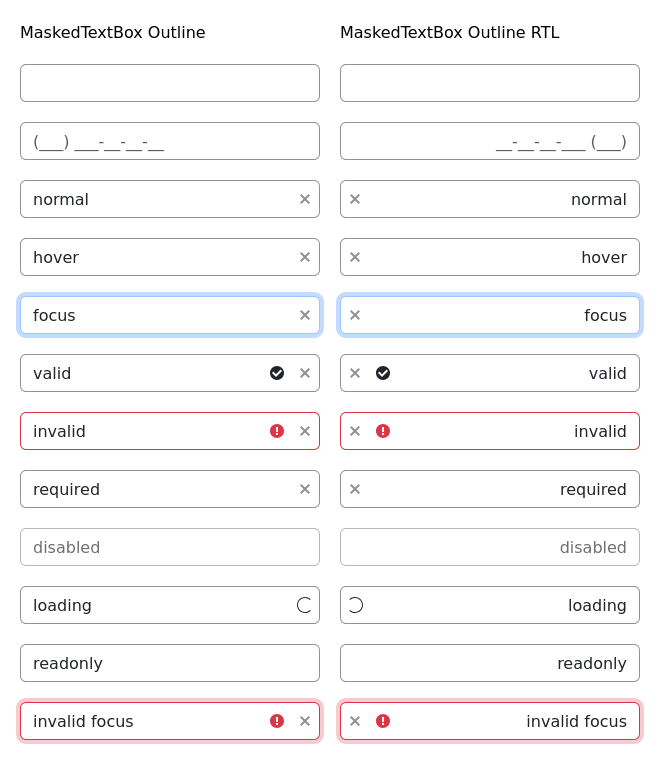 MaskedTextBox Outline
MaskedTextBox Outline RTL
(___) ___-__-__-__
__-__-__-___ (___)
normal
normal
hover
hover
focus
focus
valid
valid
invalid
invalid
required
required
disabled
disabled
loading
loading
readonly
readonly
invalid focus
invalid focus